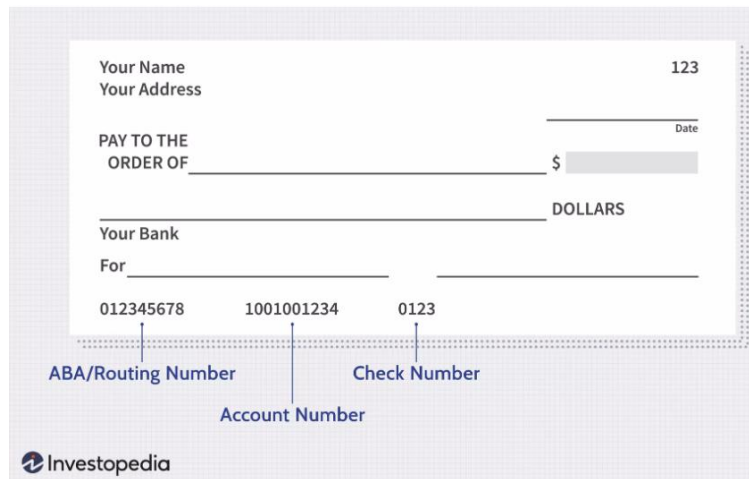 Your Name 123
Your Address
Date
PAY TO THE
ORDER OF $
DOLLARS
Your Bank
For
012345678 1001001234 0123
ABA/Routing Number Check Number
Account Number
Investopedia